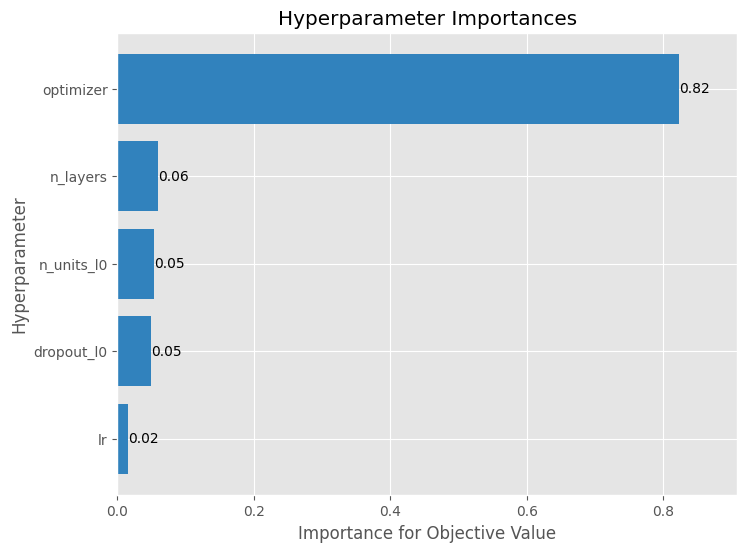 Hyperparameter Importances
Hyperparameter
optimizer 0.82
n_layers 0.06
n_units_l0 0.05
dropout_l0 0.05
lr 0.02
0.0 0.2 0.4 0.6 0.8
Importance for Objective Value